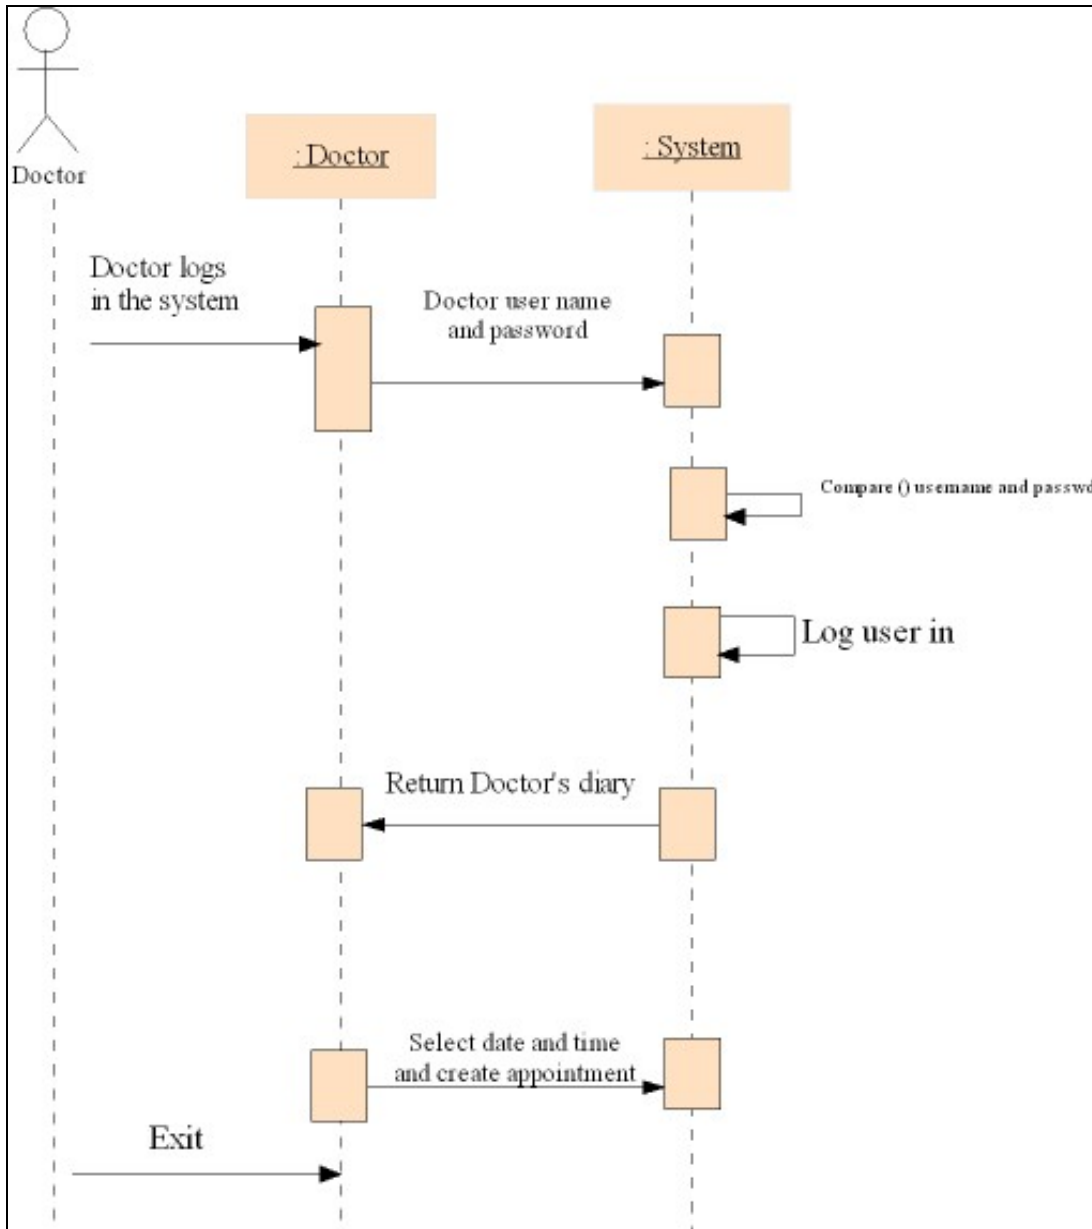 Doctor
: Doctor
: System
Doctor logs
in the system
Doctor user name
and password
Compare () username and passwd
Log user in
Return Doctor's diary
Select date and time
and create appointment
Exit